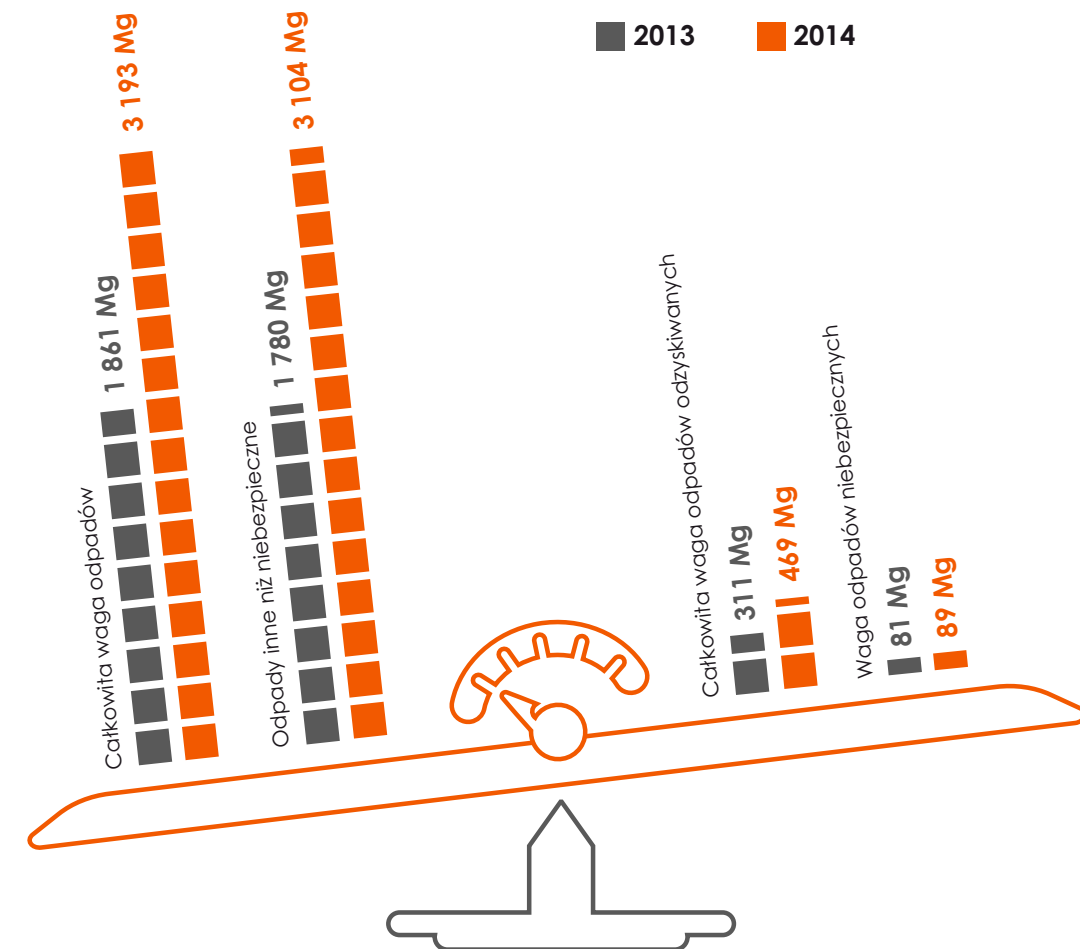 2013
2014
Całkowita waga odpadów
1 861 Mg
3 193 Mg
Odpady inne niż niebezpieczne
1 780 Mg
3 104 Mg
Całkowita waga odpadów odzyskiwanych
311 Mg
469 Mg
Waga odpadów niebezpiecznych
81 Mg
89 Mg